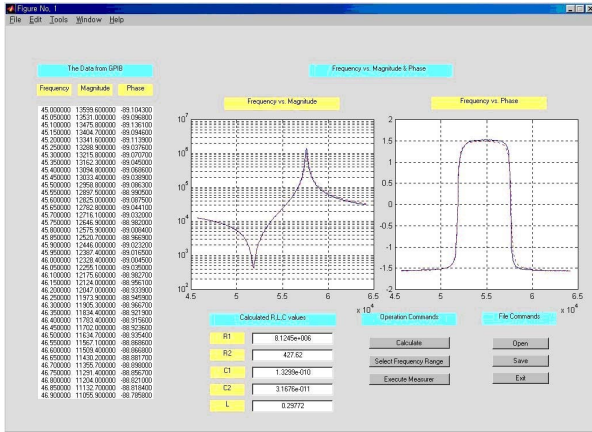 Figure No. 1
File Edit Tools Window Help
The Data from GPIB
Frequency vs. Magnitude & Phase
Frequency Magnitude Phase
Frequency vs. Magnitude
Frequency vs. Phase
45.000000 13599.600000 -89.104300
45.050000 13531.000000 -89.096800
45.100000 13475.800000 -89.136100
45.150000 13404.700000 -89.094600
45.200000 13341.600000 -89.113900
45.250000 13288.900000 -89.037600
45.300000 13215.800000 -89.070700
45.350000 13162.300000 -89.045000
45.400000 13094.800000 -89.068600
45.450000 13033.400000 -89.038900
45.500000 12958.800000 -89.086300
45.550000 12897.500000 -88.990500
45.600000 12825.000000 -89.087500
45.650000 12782.800000 -89.044100
45.700000 12716.100000 -89.032000
45.750000 12646.900000 -88.982000
45.800000 12575.900000 -89.008400
45.850000 12520.700000 -88.966900
45.900000 12446.000000 -89.023200
45.950000 12387.400000 -89.016500
46.000000 12328.400000 -89.004500
46.050000 12255.100000 -89.035000
46.100000 12175.600000 -88.982700
46.150000 12124.000000 -88.956100
46.200000 12047.000000 -88.933900
46.250000 11973.900000 -88.945900
46.300000 11905.300000 -88.966700
46.350000 11834.400000 -88.921900
46.400000 11783.400000 -88.915600
46.450000 11702.000000 -88.923600
46.500000 11634.700000 -88.935400
46.550000 11567.100000 -88.868600
46.600000 11509.400000 -88.866800
46.650000 11430.200000 -88.881700
46.700000 11355.700000 -88.898000
46.750000 11291.400000 -88.856700
46.800000 11204.000000 -88.821000
46.850000 11132.700000 -88.818400
46.900000 11055.900000 -88.785800
10^7
10^6
10^5
10^4
10^3
10^2
4.5 5 5.5 6 6.5
x 10^4
2
1.5
1
0.5
0
-0.5
-1
-1.5
-2
4.5 5 5.5 6 6.5
x 10^4
Calculated R,L,C values
Operation Commands
File Commands
R1 8.1245e+006
R2 427.62
C1 1.3299e-010
C2 3.1676e-011
L 0.29772
Calculate
Select Frequency Range
Execute Measurer
Open
Save
Exit